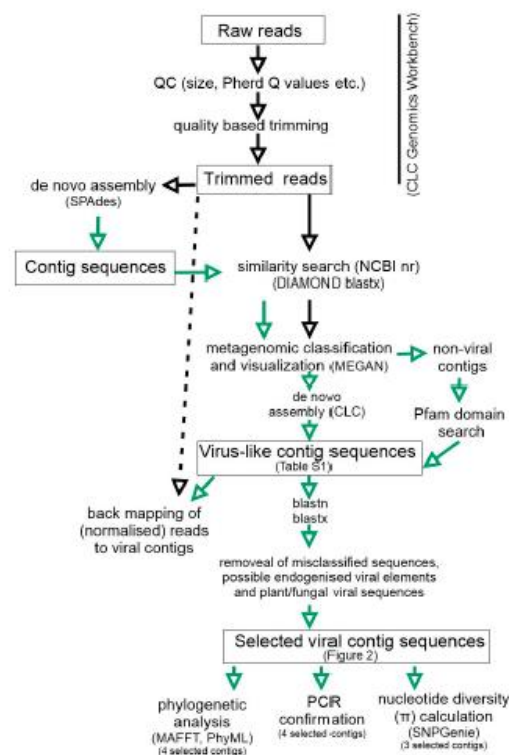 Raw reads
QC (size, Pherd Q values etc.)
quality based trimming
(CLC Genomics Workbench)
Trimmed reads
de novo assembly
(SPAdes)
Contig sequences
similarity search (NCBI nr)
(DIAMOND blastx)
metagenomic classification
and visualization (MEGAN)
non-viral
contigs
de novo
assembly (CLC)
Pfam domain
search
Virus-like contig sequences
(Table S1)
back mapping of
(normalised) reads
to viral contigs
blastn
blastx
removal of misclassified sequences,
possible endogenised viral elements
and plant/fungal viral sequences
Selected viral contig sequences
(Figure 2)
phylogenetic
analysis
(MAFFT, PhyML)
(4 selected contigs)
PCR
confirmation
(4 selected contigs)
nucleotide diversity
(π) calculation
(SNPGenie)
(3 selected contigs)